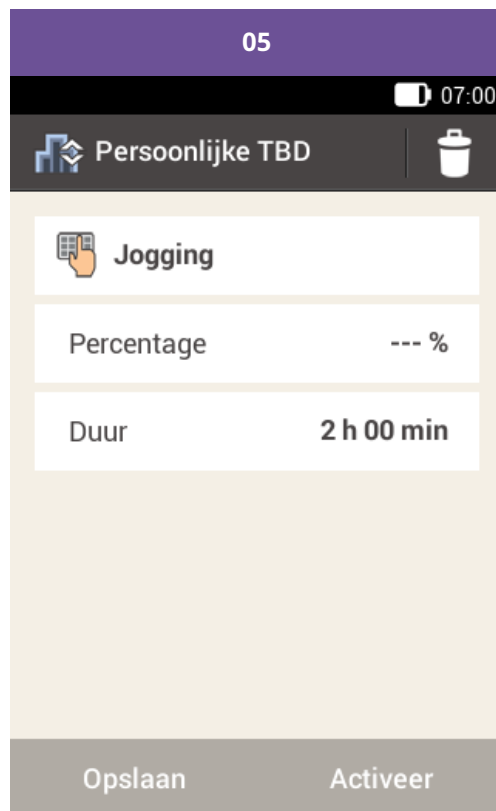 05
07:00
Persoonlijke TBD
Jogging
Percentage --- %
Duur 2 h 00 min
Opslaan Activeer